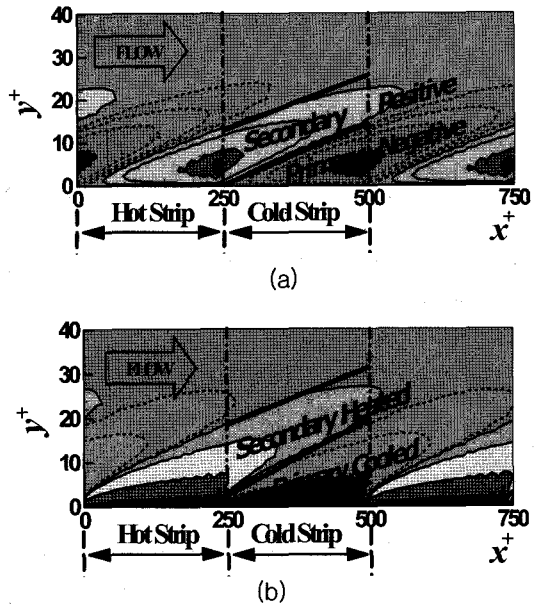 40
30
20
10
0
y+
FLOW
Secondary
Positive
Negative
0
250
500
750
Hot Strip
Cold Strip
x+
(a)
40
30
20
10
0
y+
FLOW
Secondary Heated
Primary Cooled
0
250
500
750
Hot Strip
Cold Strip
x+
(b)